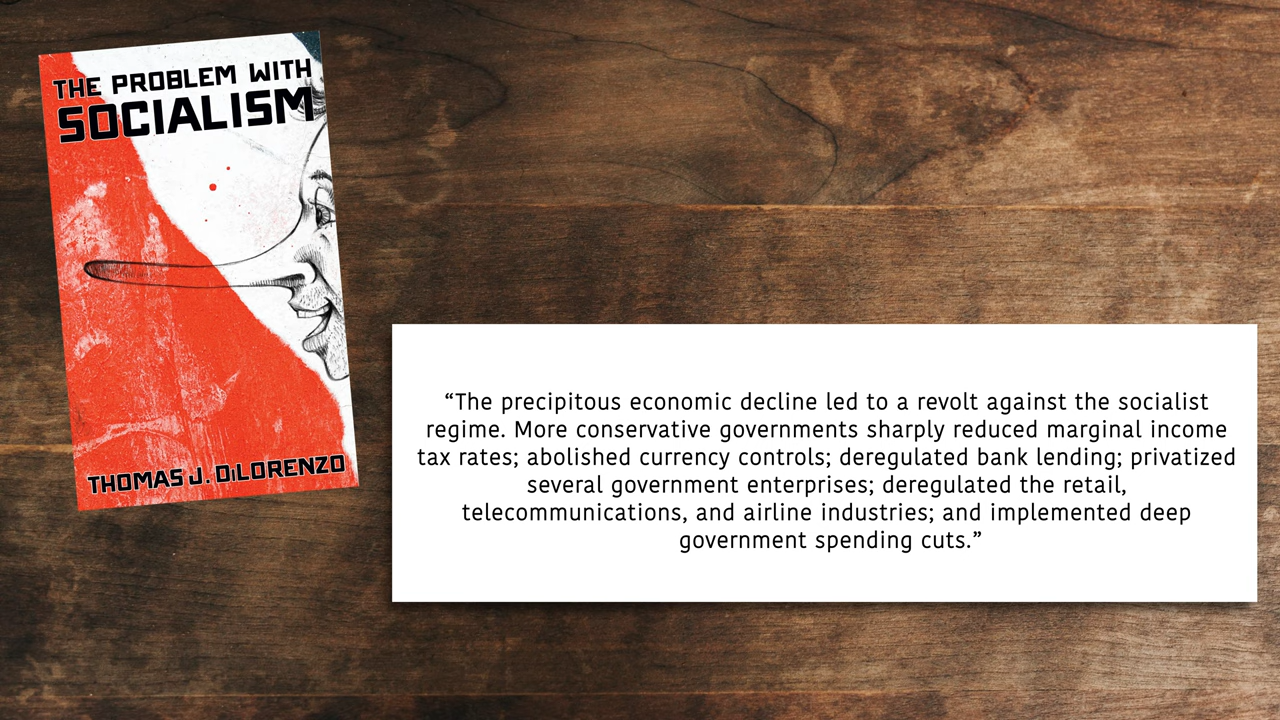 THE PROBLEM WITH
SOCIALISM
THOMAS J. DiLORENZO
“The precipitous economic decline led to a revolt against the socialist
regime. More conservative governments sharply reduced marginal income
tax rates; abolished currency controls; deregulated bank lending; privatized
several government enterprises; deregulated the retail,
telecommunications, and airline industries; and implemented deep
government spending cuts.”